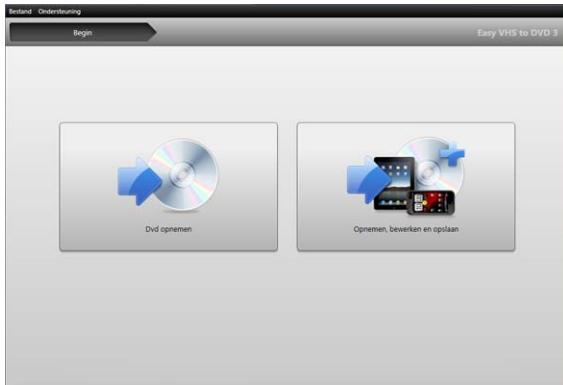 Bestand Ondersteuning
Begin
Easy VHS to DVD 3
Dvd opnemen
Opnemen, bewerken en opslaan